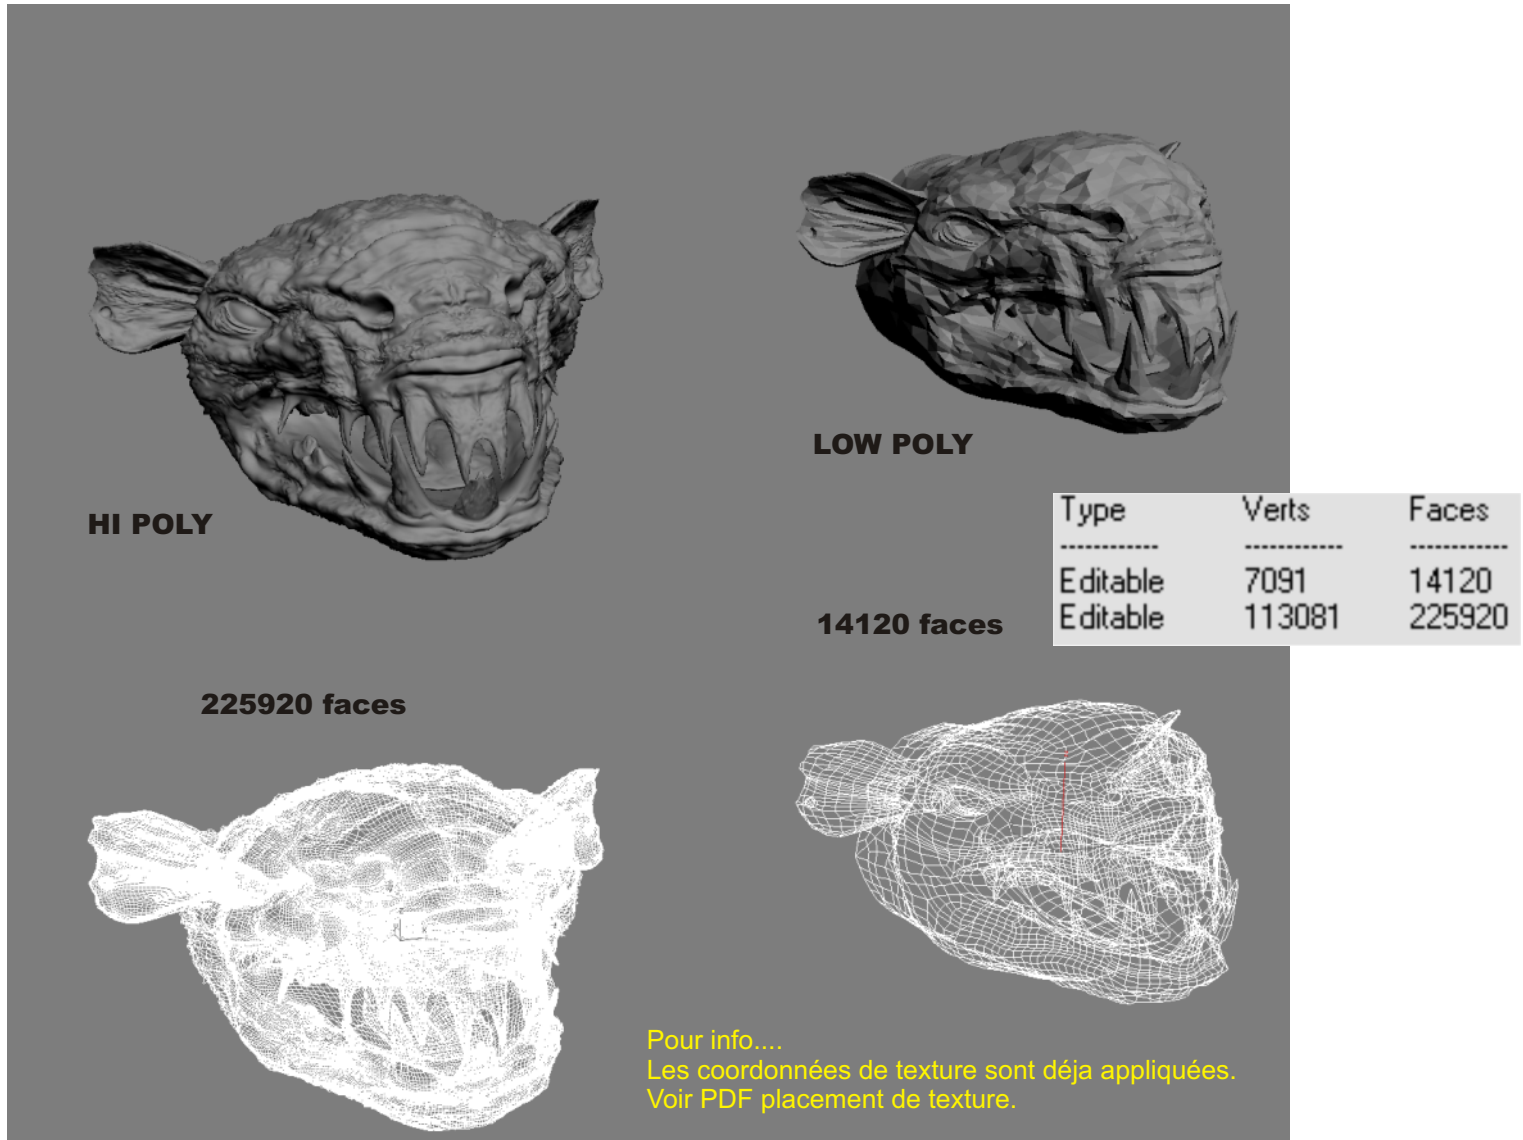 LOW POLY
HI POLY
Type Verts Faces
------------ ------------ ------------
Editable 7091 14120
Editable 113081 225920
14120 faces
225920 faces
Pour info....
Les coordonnées de texture sont déja appliquées.
Voir PDF placement de texture.